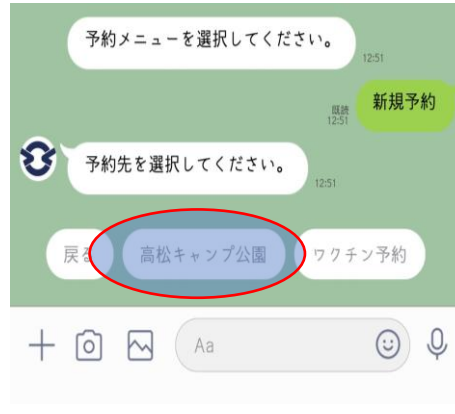 予約メニューを選択してください。
12:51
既読
12:51
新規予約
予約先を選択してください。
12:51
戻る
高松キャンプ公園
ワクチン予約
Aa